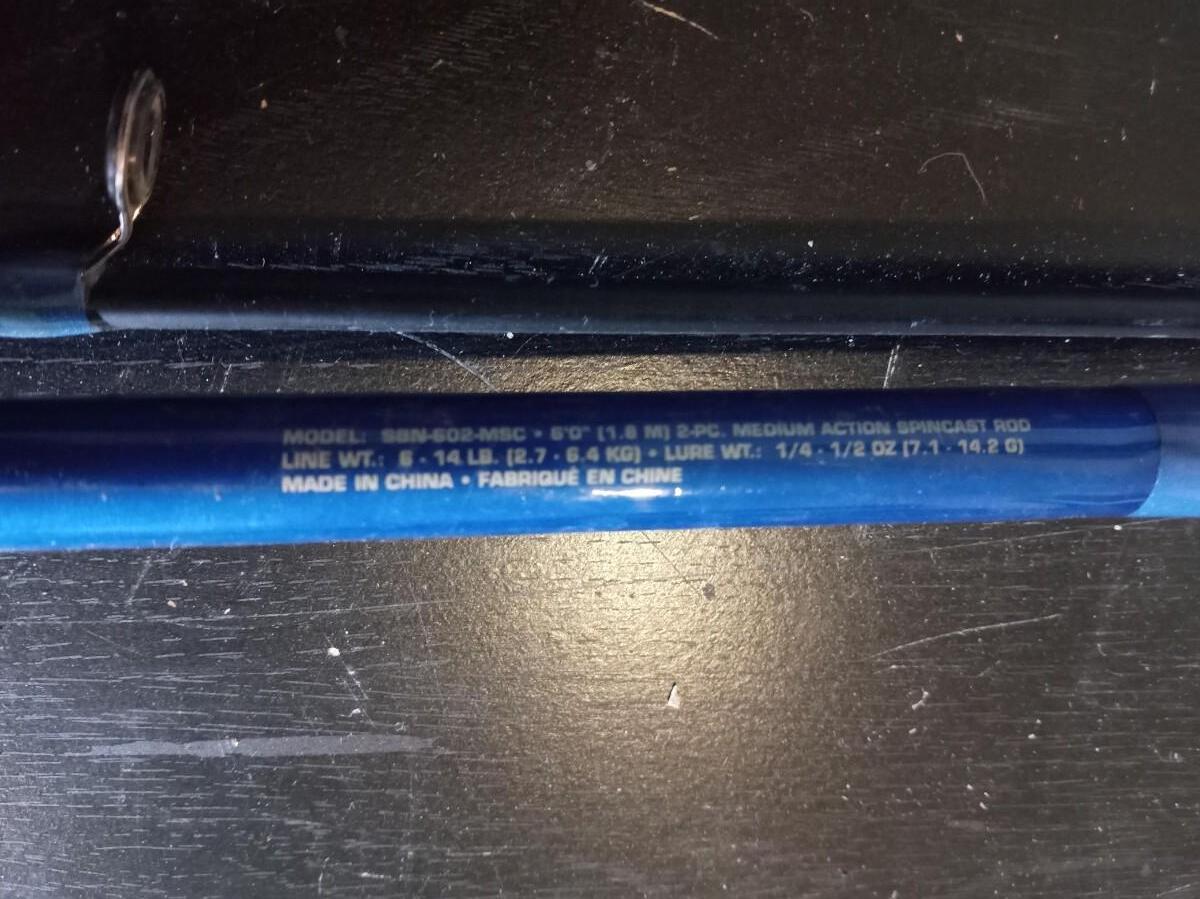 MODEL: SBN-602-MSC • 6'0" (1.8 M) 2-PC. MEDIUM ACTION SPINCAST ROD
LINE WT.: 6 - 14 LB. (2.7 - 6.4 KG) • LURE WT.: 1/4 - 1/2 OZ (7.1 - 14.2 G)
MADE IN CHINA • FABRIQUÉ EN CHINE